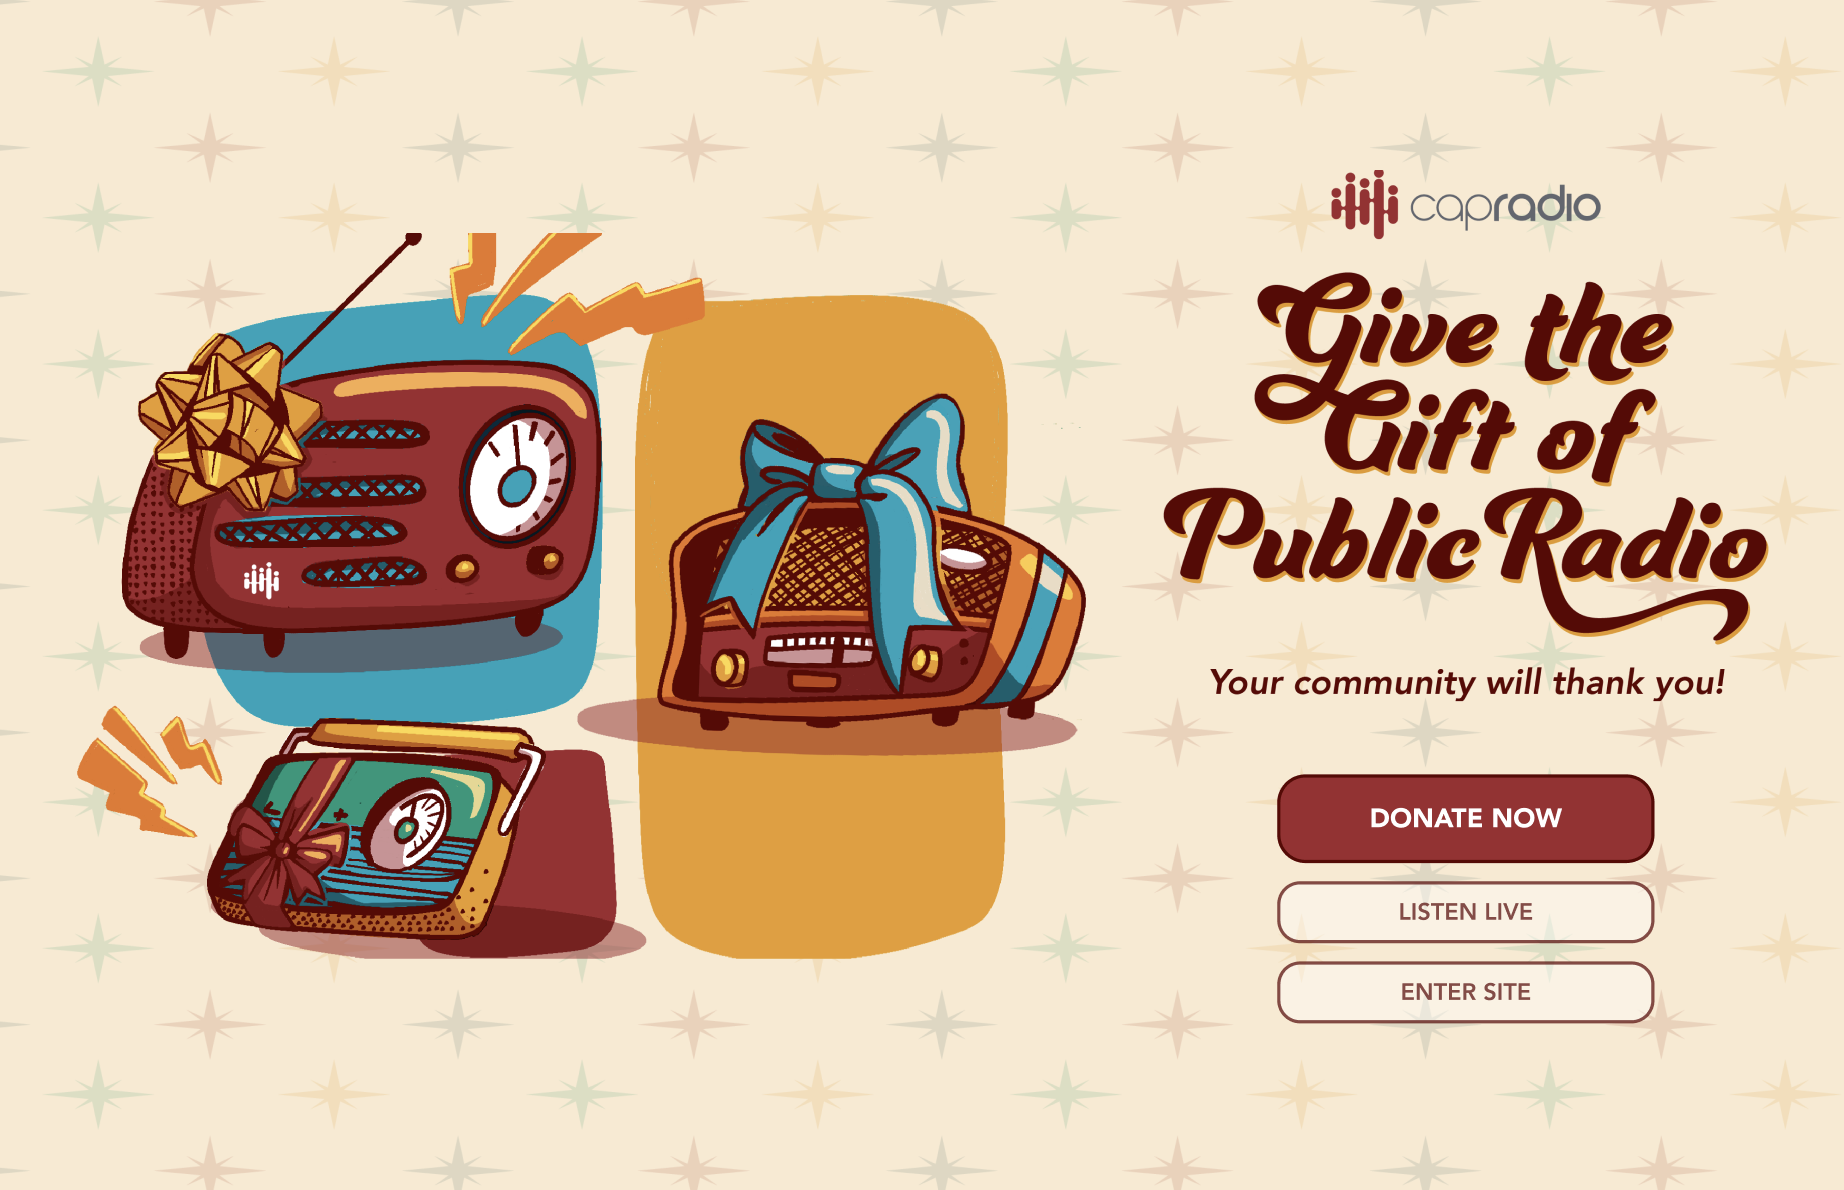 capradio
Give the
Gift of
Public Radio
Your community will thank you!
DONATE NOW
LISTEN LIVE
ENTER SITE